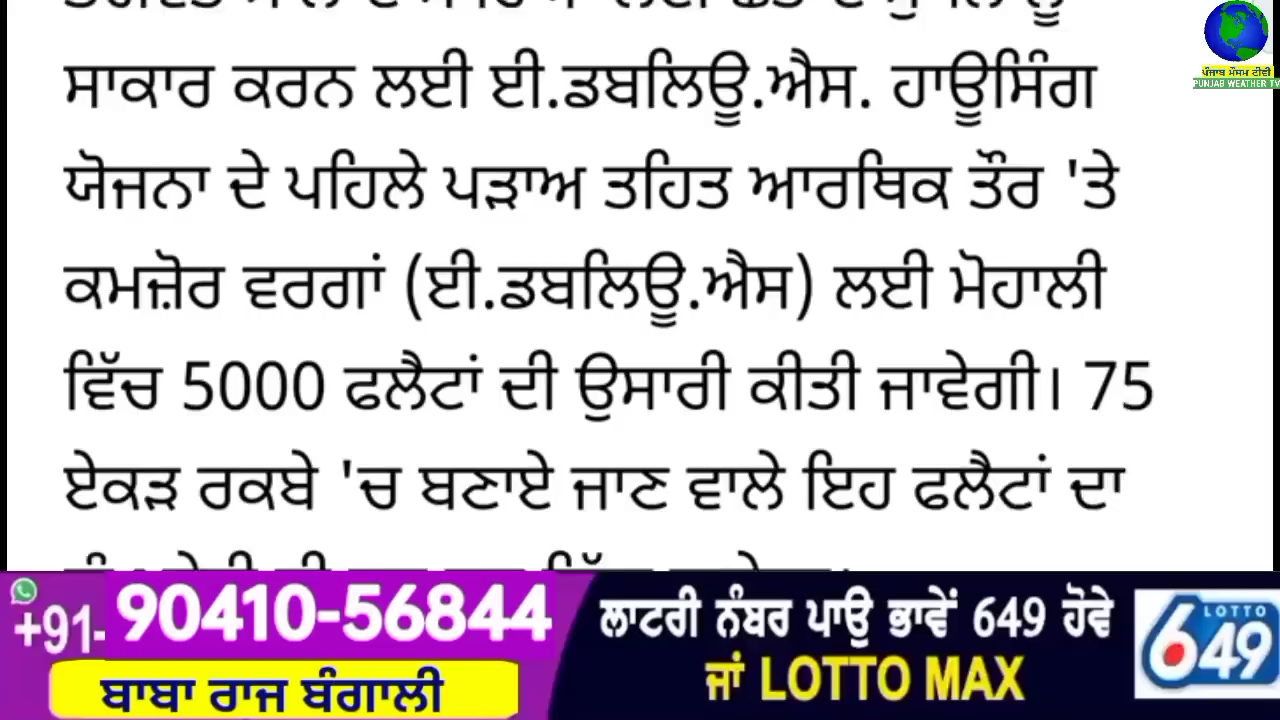 ਸਾਕਾਰ ਕਰਨ ਲਈ ਈ.ਡਬਲਿਊ.ਐਸ. ਹਾਊਸਿੰਗ
ਯੋਜਨਾ ਦੇ ਪਹਿਲੇ ਪੜਾਅ ਤਹਿਤ ਆਰਥਿਕ ਤੌਰ 'ਤੇ
ਕਮਜ਼ੋਰ ਵਰਗਾਂ (ਈ.ਡਬਲਿਊ.ਐਸ) ਲਈ ਮੋਹਾਲੀ
ਵਿੱਚ 5000 ਫਲੈਟਾਂ ਦੀ ਉਸਾਰੀ ਕੀਤੀ ਜਾਵੇਗੀ। 75
ਏਕੜ ਰਕਬੇ 'ਚ ਬਣਾਏ ਜਾਣ ਵਾਲੇ ਇਹ ਫਲੈਟਾਂ ਦਾ
ਪੰਜਾਬ ਮੌਸਮ ਟੀਵੀ
PUNJAB WEATHER TV
+91-90410-56844
ਬਾਬਾ ਰਾਜ ਬੰਗਾਲੀ
ਲਾਟਰੀ ਨੰਬਰ ਪਾਉ ਭਾਵੇਂ 649 ਹੋਵੇ
ਜਾਂ LOTTO MAX
LOTTO
649